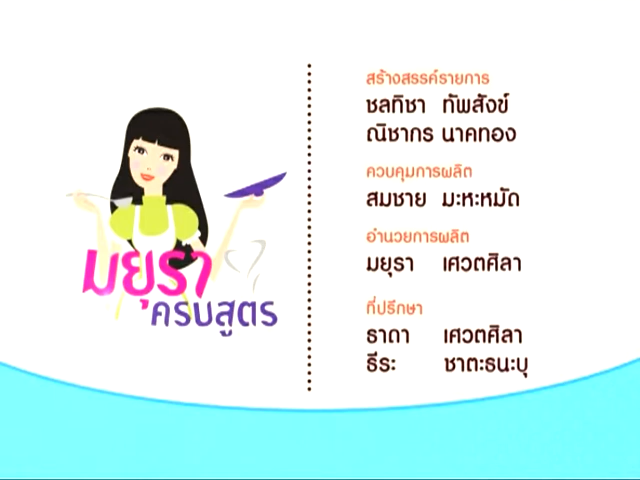 มยุรา
ครบสูตร
สร้างสรรค์รายการ
ชลทิชา ทัพสังข์
ณิชากร นาคทอง
ควบคุมการผลิต
สมชาย มะหะหมัด
อำนวยการผลิต
มยุรา เศวตศิลา
ที่ปรึกษา
ธาดา เศวตศิลา
ธีระ ชาตะธนะบุ